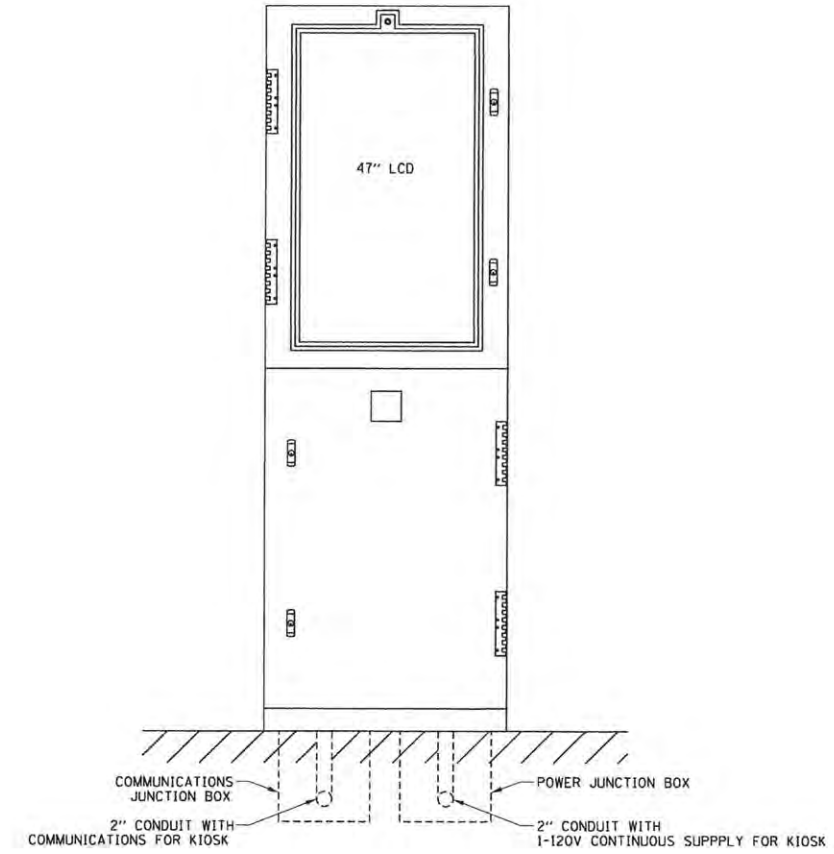 47" LCD
COMMUNICATIONS
JUNCTION BOX
POWER JUNCTION BOX
2" CONDUIT WITH
COMMUNICATIONS FOR KIOSK
2" CONDUIT WITH
1-120V CONTINUOUS SUPPPLY FOR KIOSK